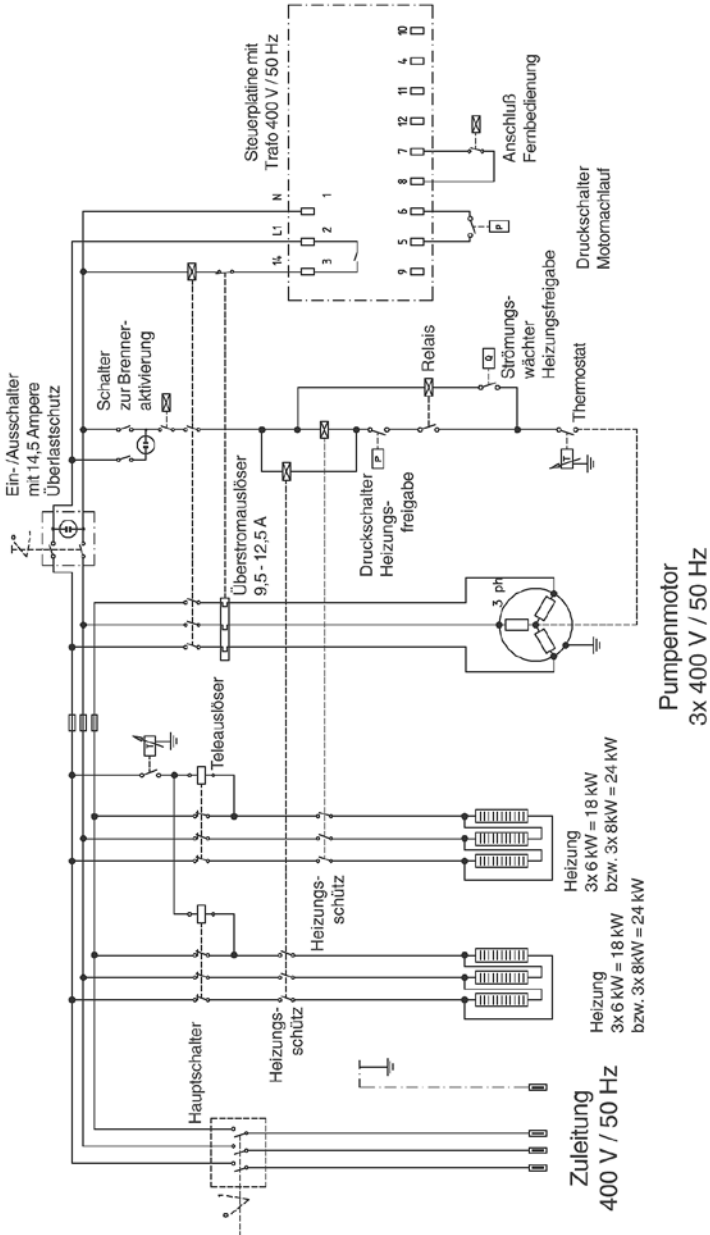 Zuleitung
400 V / 50 Hz
Hauptschalter
Heizungs-
schütz
Heizung
3x 6 kW = 18 kW
bzw. 3x 8kW = 24 kW
Teleauslöser
T
Heizungs-
schütz
Heizung
3x 6 kW = 18 kW
bzw. 3x 8kW = 24 kW
Ein-/Ausschalter
mit 14,5 Ampere
Überlastschutz
Überstromauslöser
9,5 - 12,5 A
3 ph
Pumpenmotor
3x 400 V / 50 Hz
Schalter
zur Brenner-
aktivierung
P
Druckschalter
Heizungs-
freigabe
Relais
Q
Strömungs-
wächter
Heizungsfreigabe
T
Thermostat
Steuerplatine mit
Trafo 400 V / 50 Hz
14 L1 N
3 2 1
9 5 6 8 7 12 11 4 10
P
Druckschalter
Motornachlauf
Anschluß
Fernbedienung